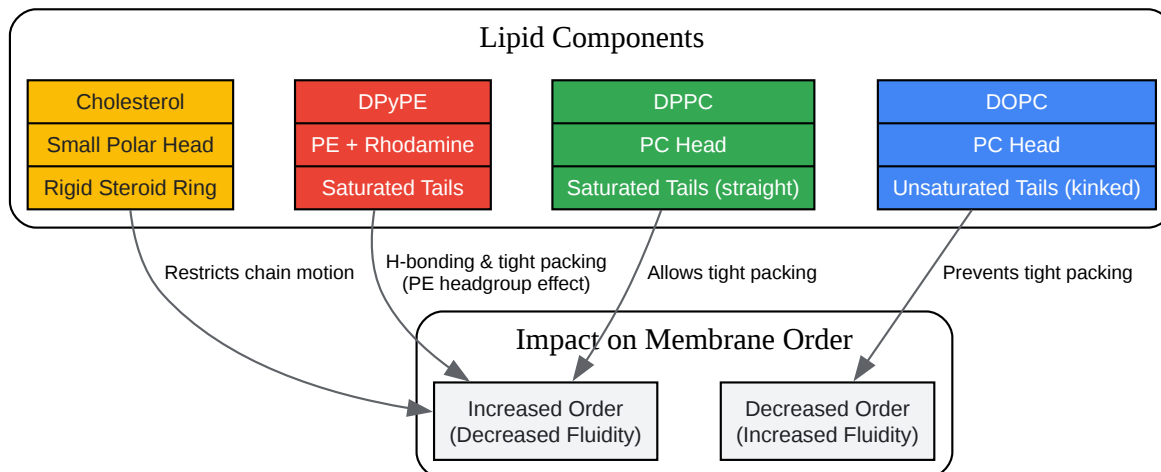 Lipid Components
Cholesterol
Small Polar Head
Rigid Steroid Ring
DPyPE
PE + Rhodamine
Saturated Tails
DPPC
PC Head
Saturated Tails (straight)
DOPC
PC Head
Unsaturated Tails (kinked)
Restricts chain motion
H-bonding & tight packing
(PE headgroup effect)
Allows tight packing
Prevents tight packing
Impact on Membrane Order
Increased Order
(Decreased Fluidity)
Decreased Order
(Increased Fluidity)